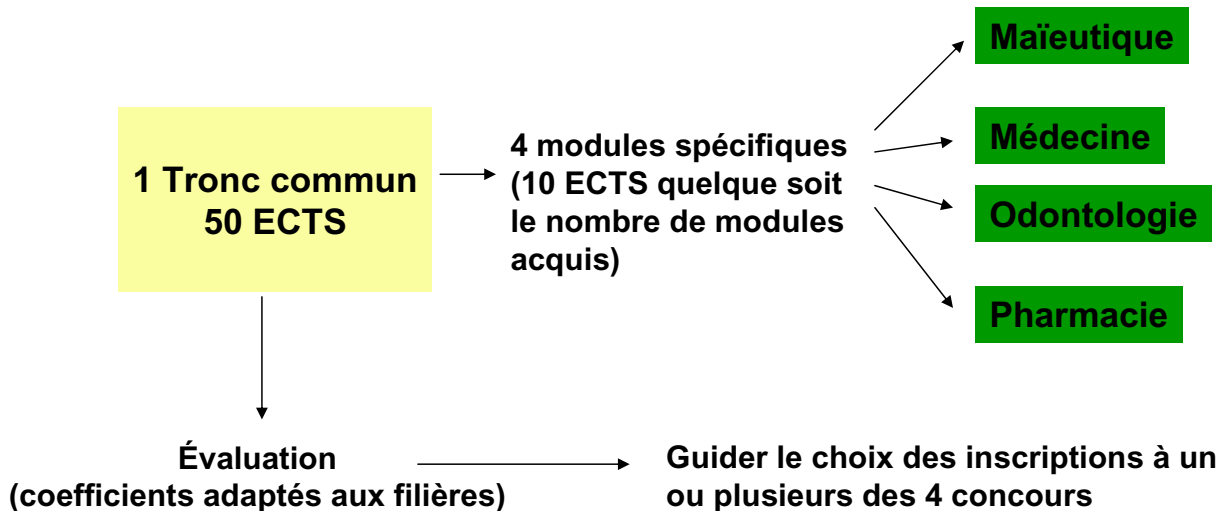 1 Tronc commun
50 ECTS
4 modules spécifiques
(10 ECTS quelque soit
le nombre de modules
acquis)
Maïeutique
Médecine
Odontologie
Pharmacie
Évaluation
(coefficients adaptés aux filières)
Guider le choix des inscriptions à un
ou plusieurs des 4 concours